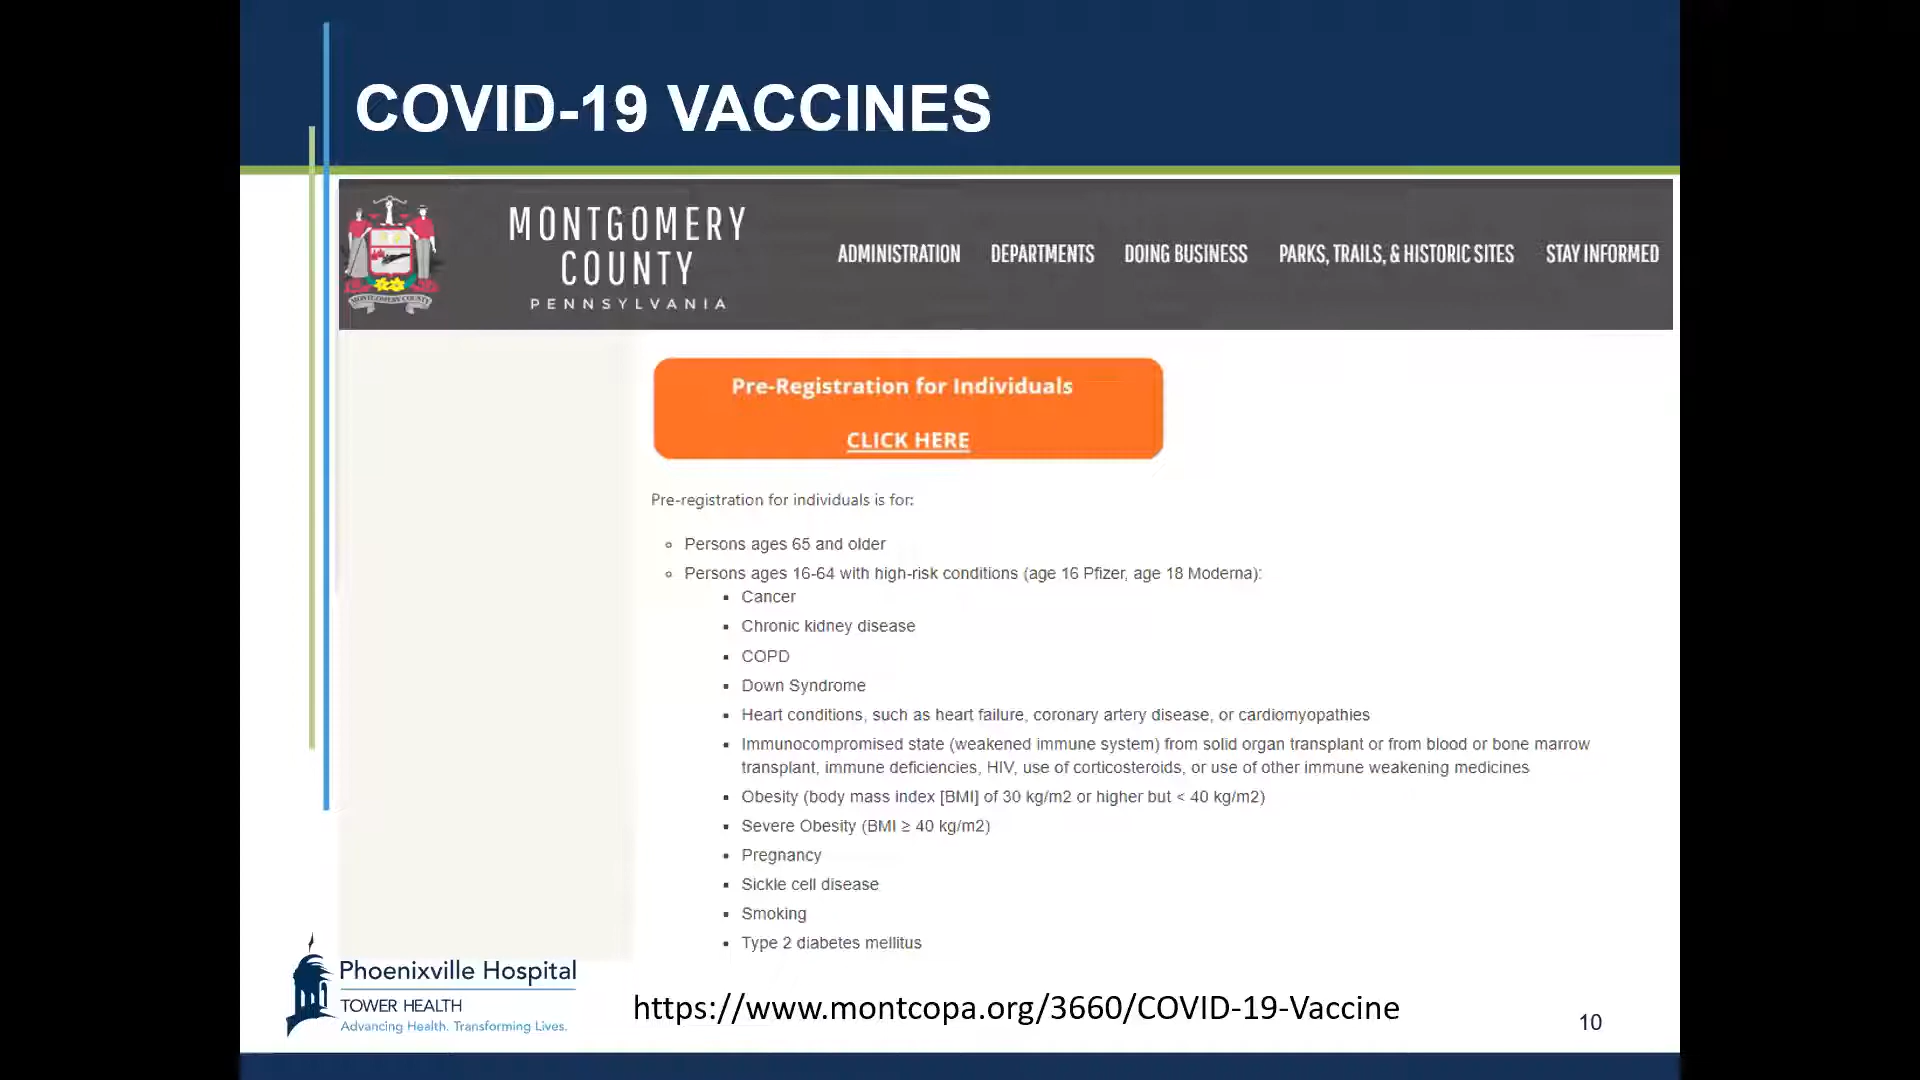 COVID-19 VACCINES
MONTGOMERY
COUNTY
PENNSYLVANIA
ADMINISTRATION DEPARTMENTS DOING BUSINESS PARKS, TRAILS, & HISTORIC SITES STAY INFORMED
MONTGOMERY COUNTY
Pre-Registration for Individuals
CLICK HERE
Pre-registration for individuals is for:
Persons ages 65 and older
Persons ages 16-64 with high-risk conditions (age 16 Pfizer, age 18 Moderna):
Cancer
Chronic kidney disease
COPD
Down Syndrome
Heart conditions, such as heart failure, coronary artery disease, or cardiomyopathies
Immunocompromised state (weakened immune system) from solid organ transplant or from blood or bone marrow
transplant, immune deficiencies, HIV, use of corticosteroids, or use of other immune weakening medicines
Obesity (body mass index [BMI] of 30 kg/m2 or higher but < 40 kg/m2)
Severe Obesity (BMI ≥ 40 kg/m2)
Pregnancy
Sickle cell disease
Smoking
Type 2 diabetes mellitus
Phoenixville Hospital
TOWER HEALTH
Advancing Health. Transforming Lives.
https://www.montcopa.org/3660/COVID-19-Vaccine
10